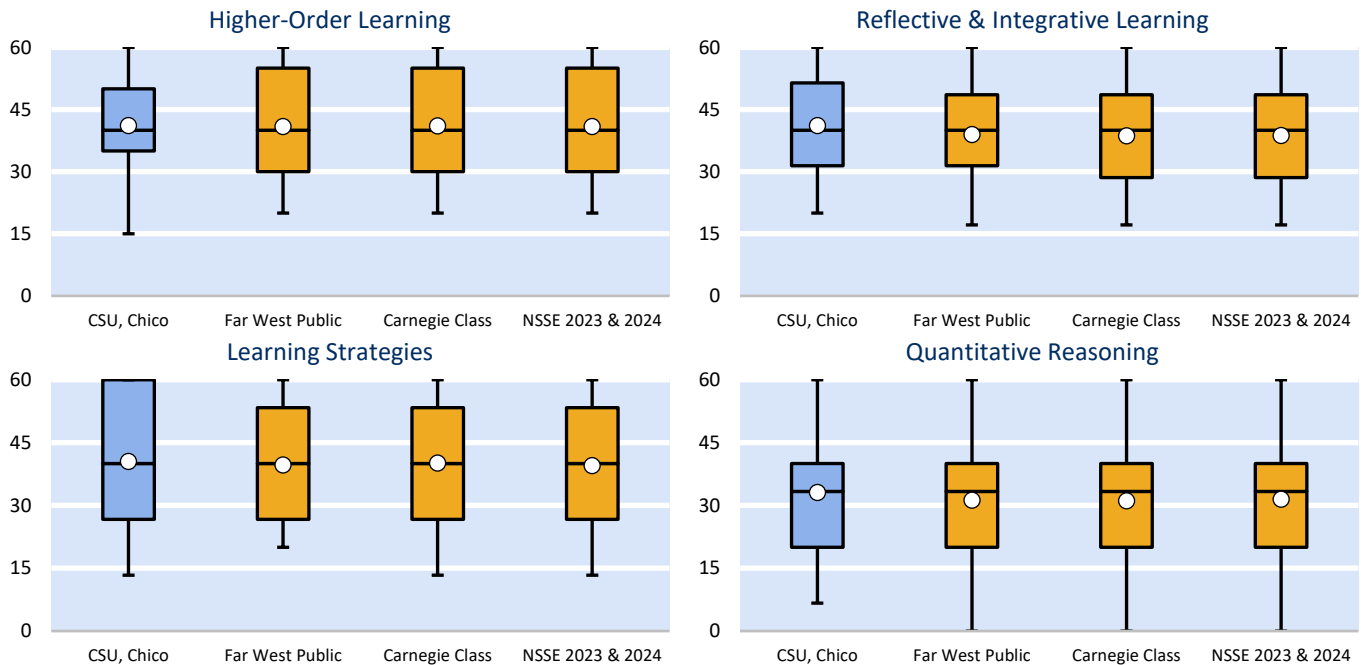 Higher-Order Learning
60
45
30
15
0
CSU, Chico Far West Public Carnegie Class NSSE 2023 & 2024
Reflective & Integrative Learning
60
45
30
15
0
CSU, Chico Far West Public Carnegie Class NSSE 2023 & 2024
Learning Strategies
60
45
30
15
0
CSU, Chico Far West Public Carnegie Class NSSE 2023 & 2024
Quantitative Reasoning
60
45
30
15
0
CSU, Chico Far West Public Carnegie Class NSSE 2023 & 2024